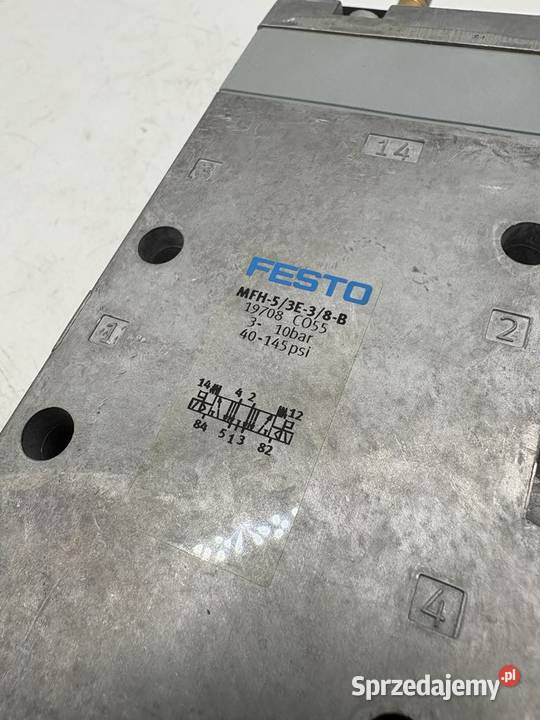 14
FESTO
MFH-5/3E-3/8-B
19708 CO55
3- 10bar
40-145psi
2
1
14 4 2 12
84 5 1 3 82
4
Sprzedajemy.pl